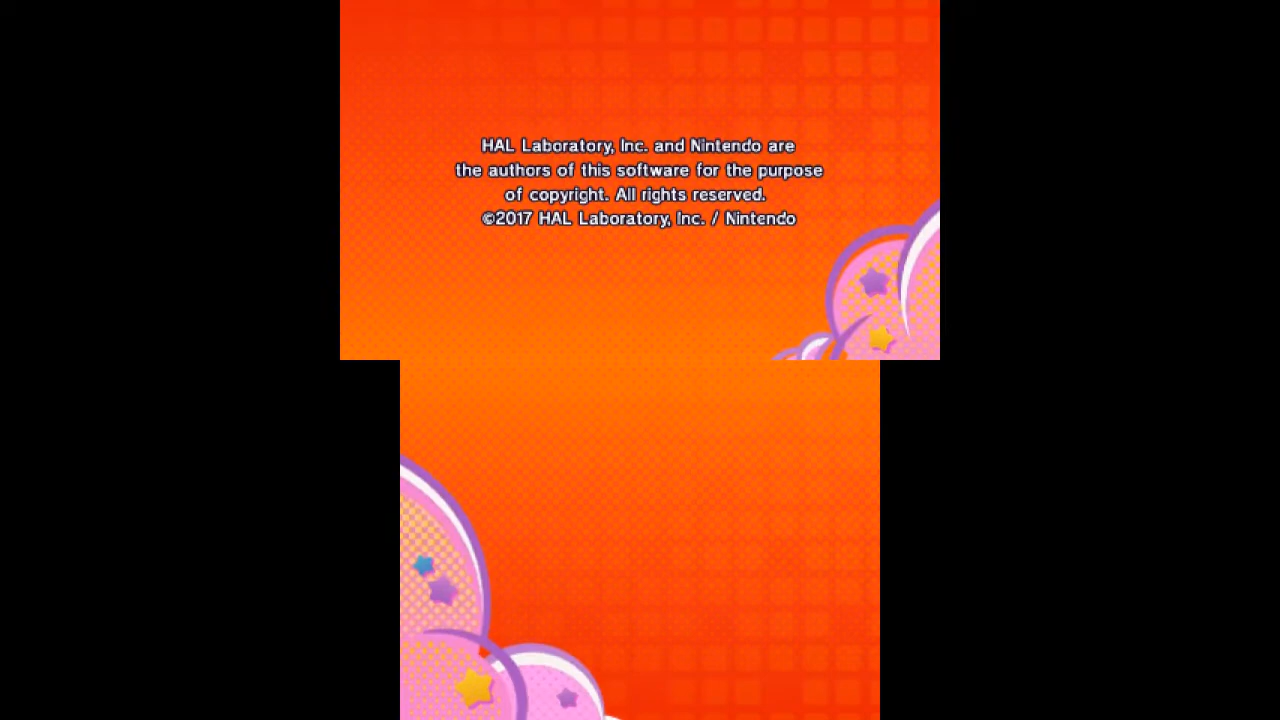 HAL Laboratory, Inc. and Nintendo are
the authors of this software for the purpose
of copyright. All rights reserved.
©2017 HAL Laboratory, Inc. / Nintendo